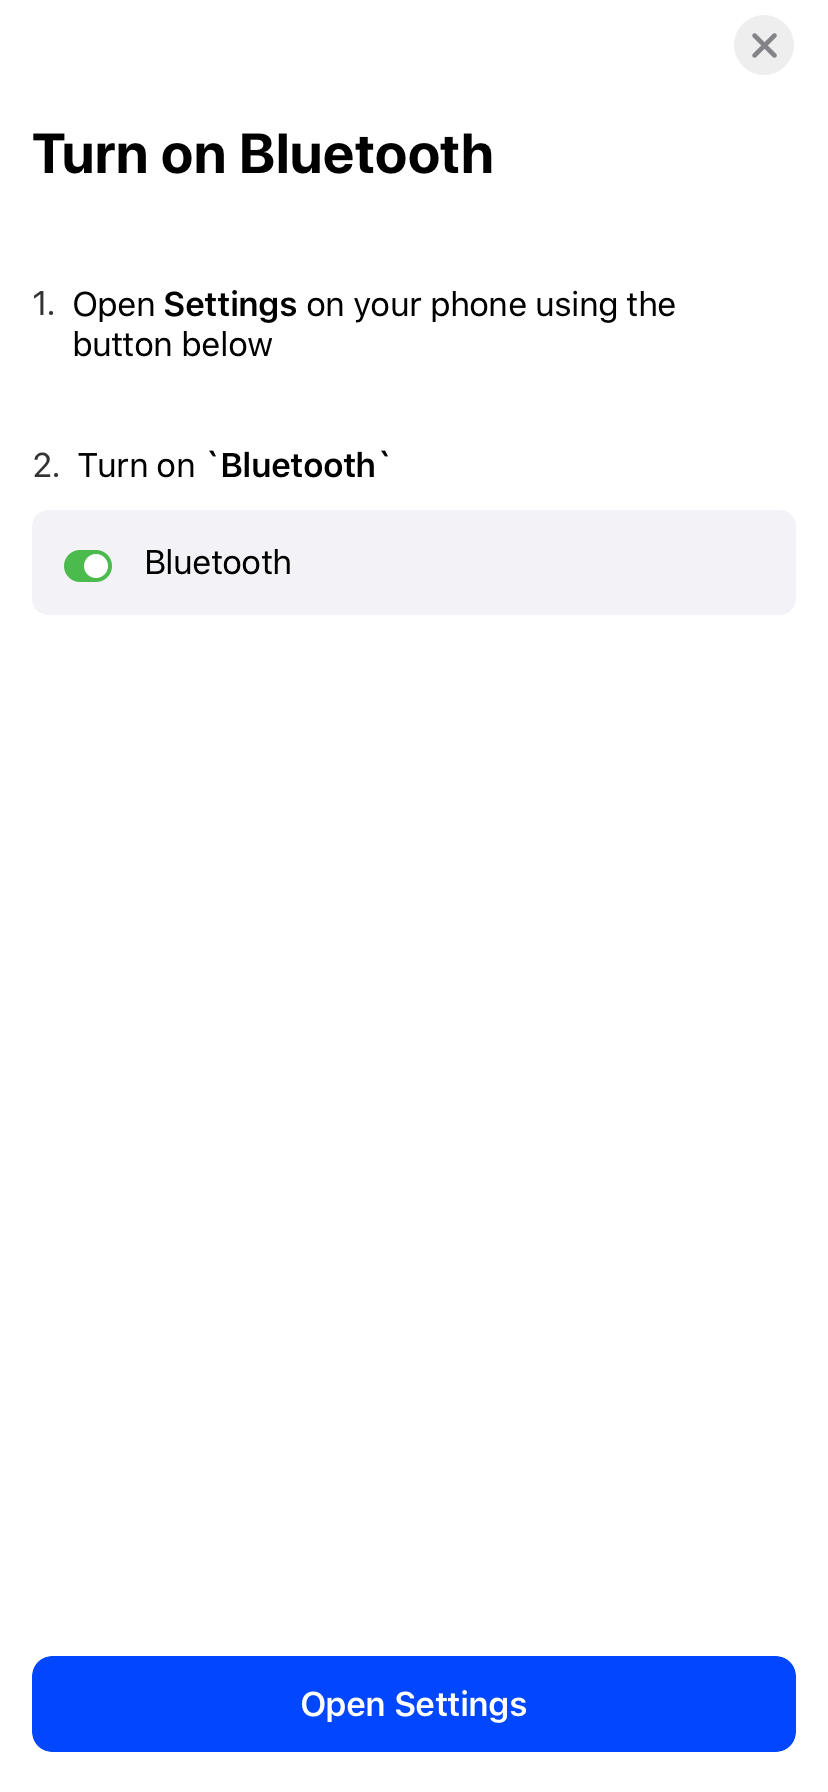 Turn on Bluetooth
1. Open Settings on your phone using the
button below
2. Turn on `Bluetooth`
Bluetooth
Open Settings